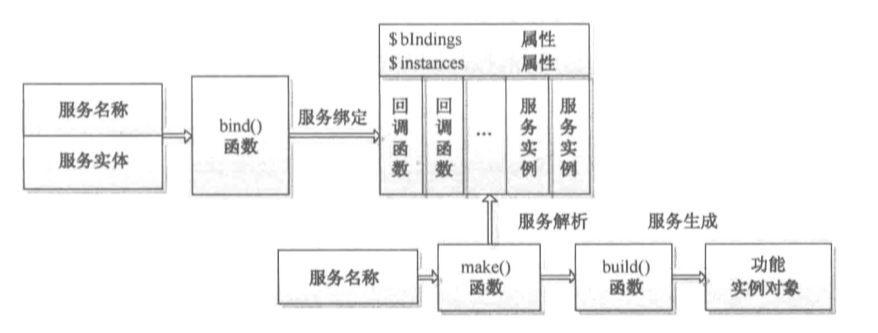 $bIndings 属性
$instances 属性
服务名称
服务实体
bind()
函数
服务绑定
回调函数
回调函数
...
服务实例
服务实例
服务解析
服务生成
服务名称
make()
函数
build()
函数
功能
实例对象